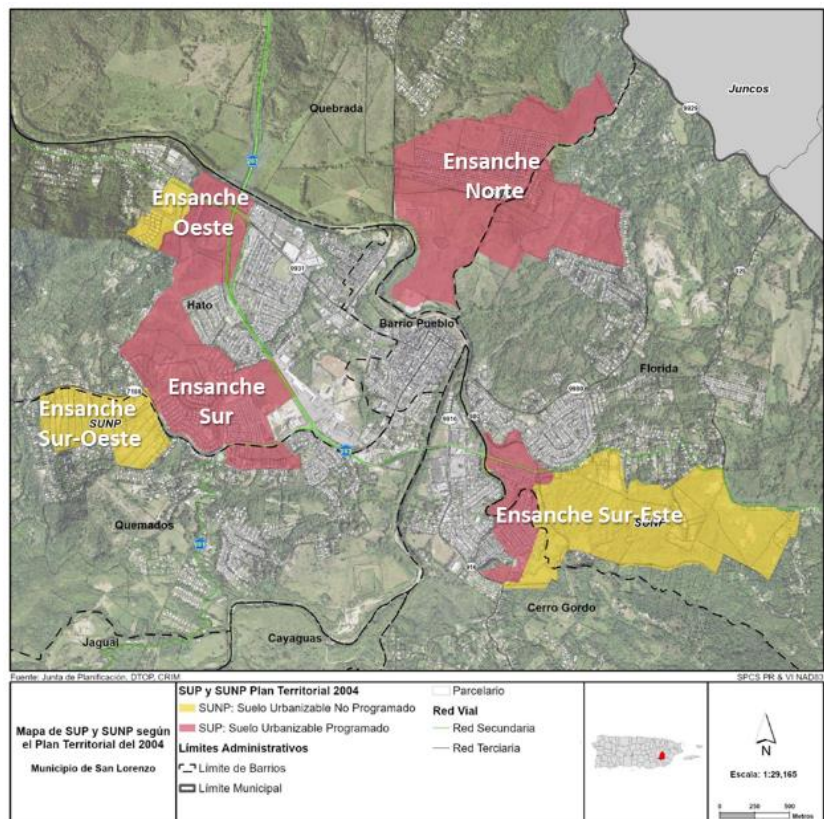 Juncos
9929
Quebrada
Ensanche
Norte
Ensanche
Oeste
9931
Hato
Barrio Pueblo
Florida
9916
Ensanche
Sur
Ensanche
Sur-Oeste
SUNP
Ensanche Sur-Este
SUNP
Quemados
Cerro Gordo
Jagual
Cayaguas
Fuente: Junta de Planificación, DTOP, CRIM
SPCS PR & VI NAD83
Mapa de SUP y SUNP según
el Plan Territorial del 2004
Municipio de San Lorenzo
SUP y SUNP Plan Territorial 2004
SUNP: Suelo Urbanizable No Programado
SUP: Suelo Urbanizable Programado
Límites Administrativos
Límite de Barrios
Límite Municipal
Parcelario
Red Vial
Red Secundaria
Red Terciaria
N
Escala: 1:29,165
0 250 500
Metros